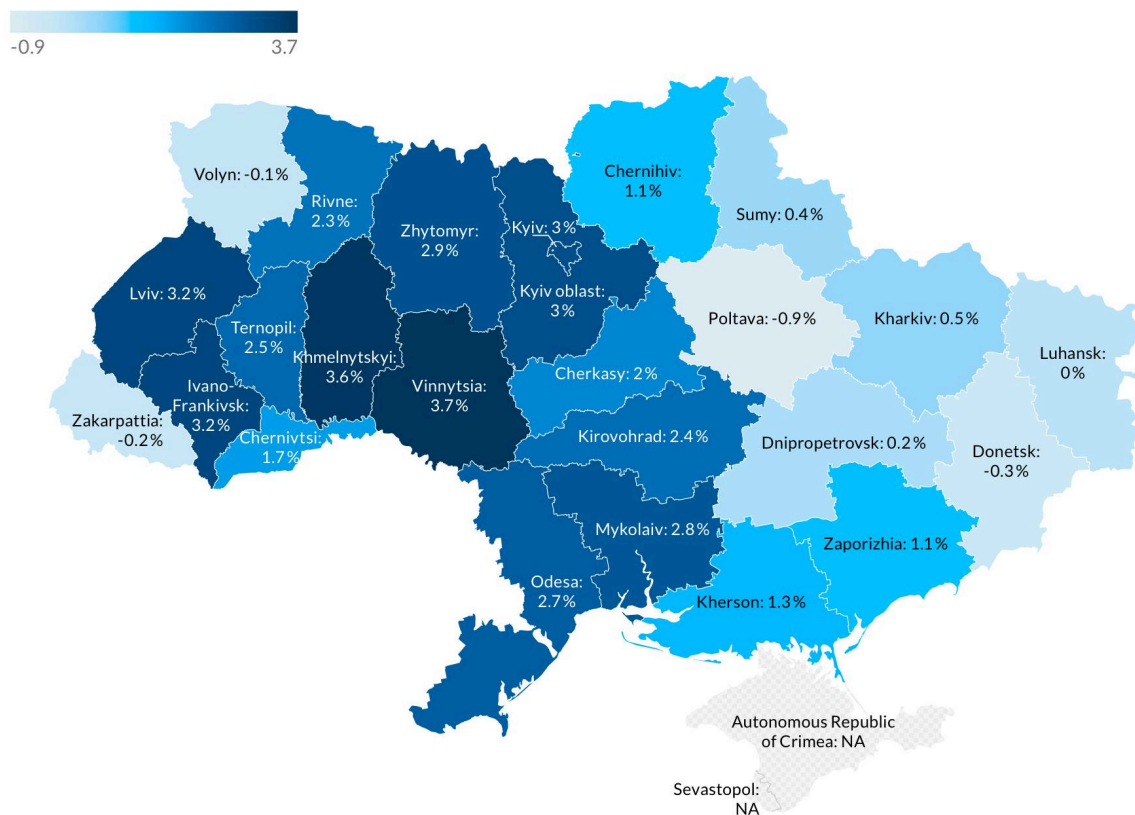 -0.9
3.7
Volyn: -0.1%
Rivne:
2.3%
Zhytomyr:
2.9%
Kyiv: 3%
Kyiv oblast:
3%
Chernihiv:
1.1%
Sumy: 0.4%
Lviv: 3.2%
Ternopil:
2.5%
Khmelnytskyi:
3.6%
Vinnytsia:
3.7%
Cherkasy: 2%
Poltava: -0.9%
Kharkiv: 0.5%
Luhansk:
0%
Zakarpattia:
-0.2%
Ivano-
Frankivsk:
3.2%
Chernivtsi:
1.7%
Kirovohrad: 2.4%
Dnipropetrovsk: 0.2%
Donetsk:
-0.3%
Mykolaiv: 2.8%
Zaporizhia: 1.1%
Odesa:
2.7%
Kherson: 1.3%
Autonomous Republic
of Crimea: NA
Sevastopol:
NA